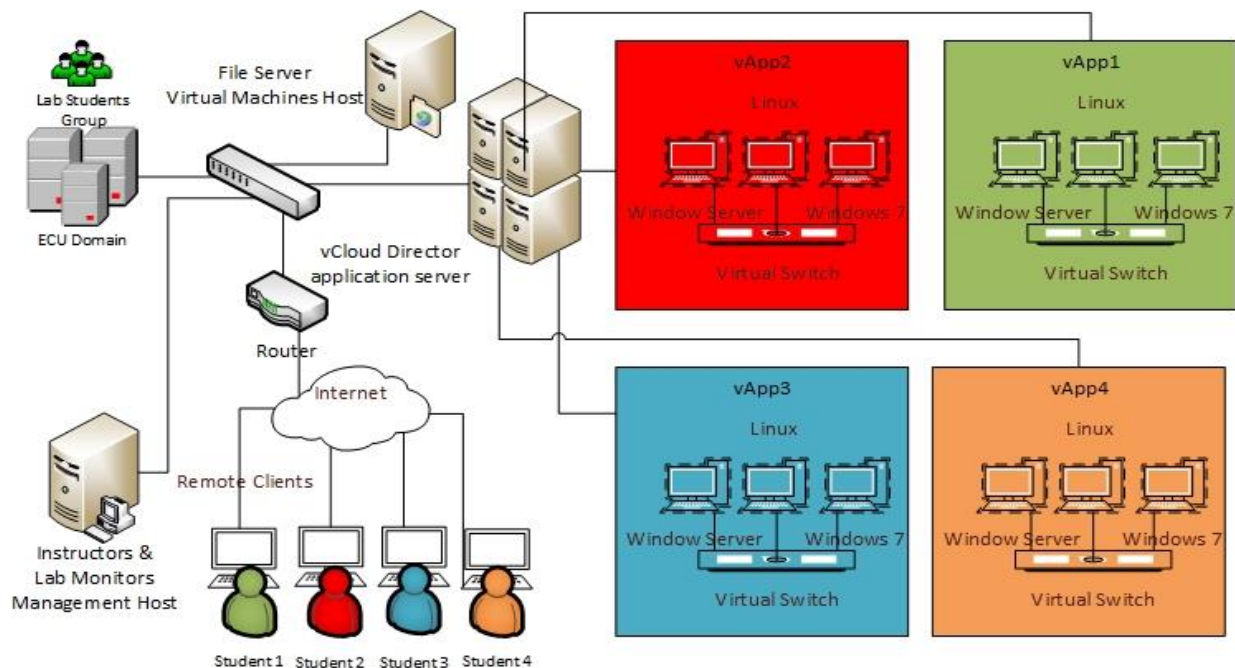 Lab Students
Group
ECU Domain
File Server
Virtual Machines Host
vCloud Director
application server
Router
Internet
Remote Clients
Instructors &
Lab Monitors
Management Host
Student 1
Student 2
Student 3
Student 4
vApp2
Linux
Window Server
Windows 7
Virtual Switch
vApp1
Linux
Window Server
Windows 7
Virtual Switch
vApp3
Linux
Window Server
Windows 7
Virtual Switch
vApp4
Linux
Window Server
Windows 7
Virtual Switch